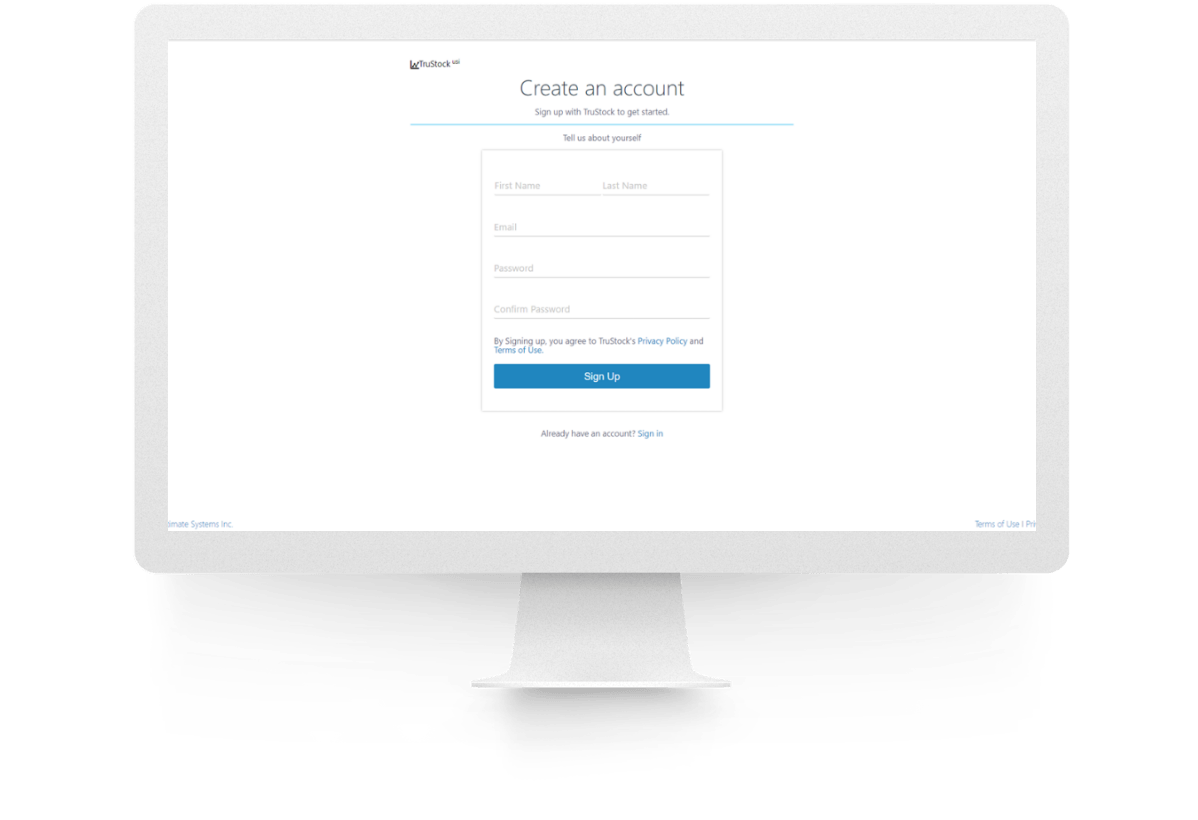 TruStock
Create an account
Sign up with TruStock to get started.
Tell us about yourself
First Name Last Name
Email
Password
Confirm Password
By Signing up, you agree to TruStock's Privacy Policy and
Terms of Use.
Sign Up
Already have an account? Sign in
timate Systems Inc. Terms of Use I Pri